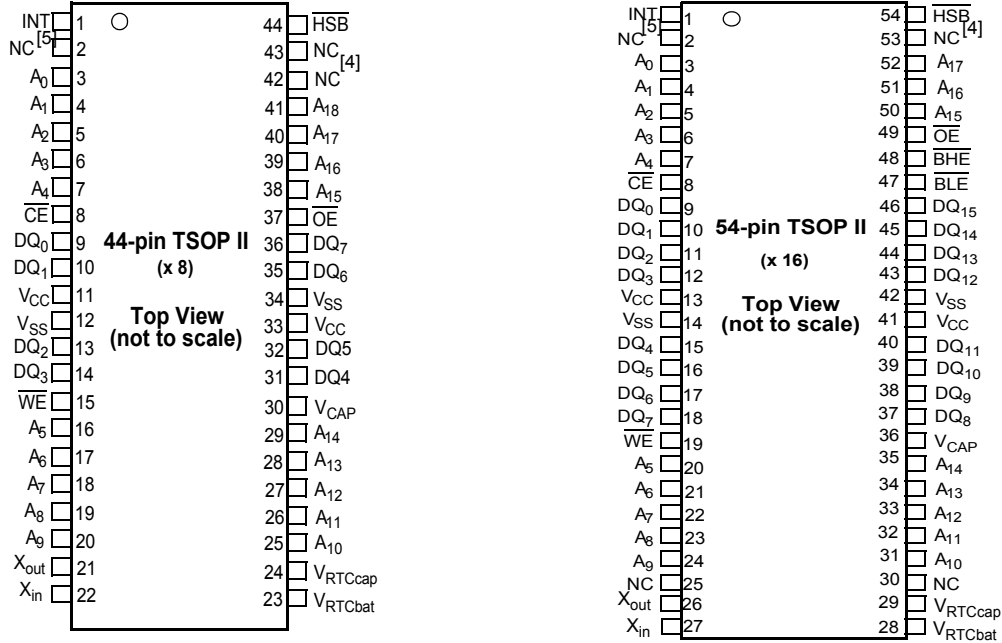 INT 1 44 HSB
[5]
NC 2 43 NC [4]
A0 3 42 NC
A1 4 41 A18
A2 5 40 A17
A3 6 39 A16
A4 7 38 A15
CE 8 37 OE
DQ0 9 36 DQ7
DQ1 10 35 DQ6
VCC 11 34 VSS
VSS 12 33 VCC
DQ2 13 32 DQ5
DQ3 14 31 DQ4
WE 15 30 VCAP
A5 16 29 A14
A6 17 28 A13
A7 18 27 A12
A8 19 26 A11
A9 20 25 A10
Xout 21 24 VRTCcap
Xin 22 23 VRTCbat
44-pin TSOP II
(x 8)
Top View
(not to scale)
INT 1 54 HSB
[5] [4]
NC 2 53 NC
A0 3 52 A17
A1 4 51 A16
A2 5 50 A15
A3 6 49 OE
A4 7 48 BHE
CE 8 47 BLE
DQ0 9 46 DQ15
DQ1 10 45 DQ14
DQ2 11 44 DQ13
DQ3 12 43 DQ12
VCC 13 42 VSS
VSS 14 41 VCC
DQ4 15 40 DQ11
DQ5 16 39 DQ10
DQ6 17 38 DQ9
DQ7 18 37 DQ8
WE 19 36 VCAP
A5 20 35 A14
A6 21 34 A13
A7 22 33 A12
A8 23 32 A11
A9 24 31 A10
NC 25 30 NC
Xout 26 29 VRTCcap
Xin 27 28 VRTCbat
54-pin TSOP II
(x 16)
Top View
(not to scale)